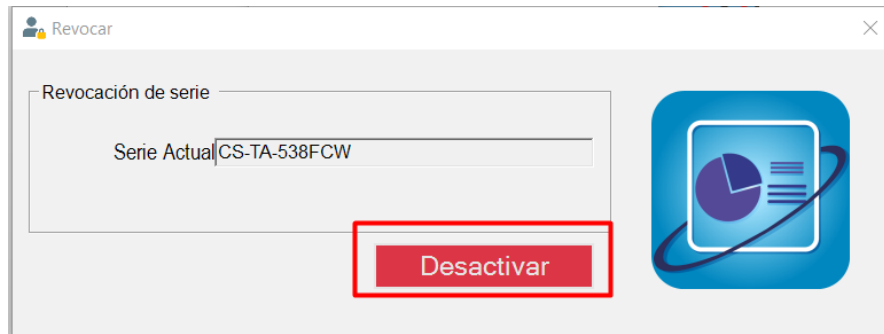 Revocar
Revocación de serie
Serie Actual CS-TA-538FCW
Desactivar